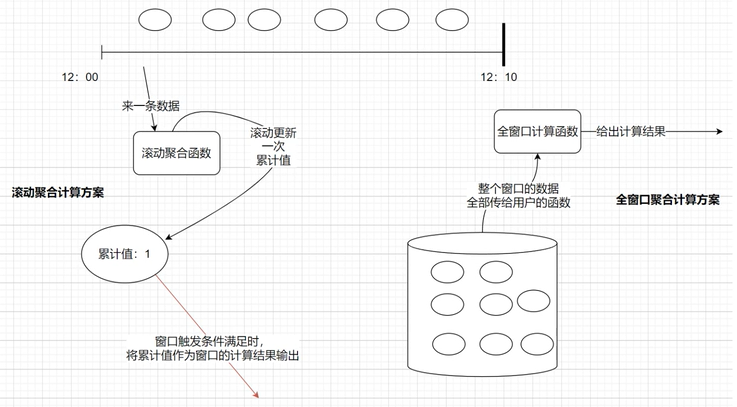 12: 00
12: 10
来一条数据
滚动聚合函数
滚动更新
一次
累计值
滚动聚合计算方案
累计值: 1
窗口触发条件满足时,
将累计值作为窗口的计算结果输出
全窗口计算函数
给出计算结果
整个窗口的数据
全部传给用户的函数
全窗口聚合计算方案